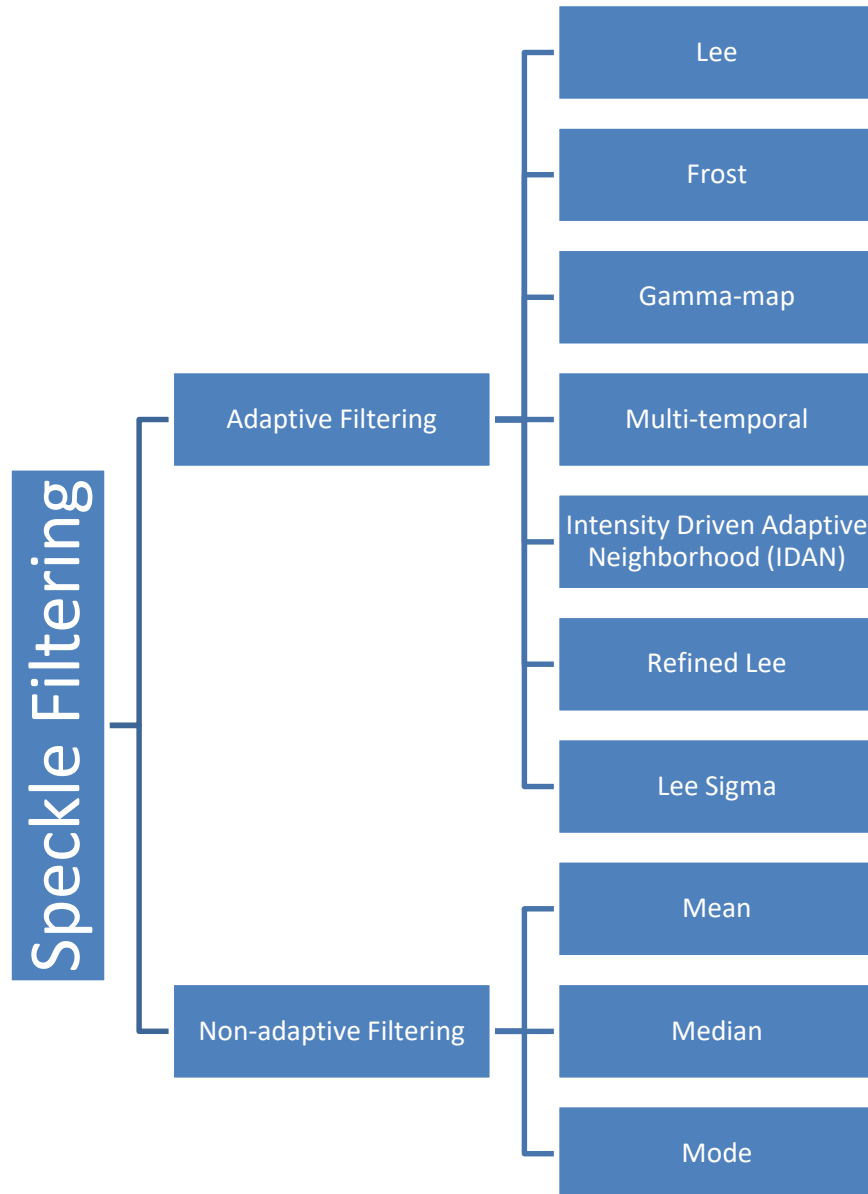 Speckle Filtering
Adaptive Filtering
Lee
Frost
Gamma-map
Multi-temporal
Intensity Driven Adaptive
Neighborhood (IDAN)
Refined Lee
Lee Sigma
Non-adaptive Filtering
Mean
Median
Mode